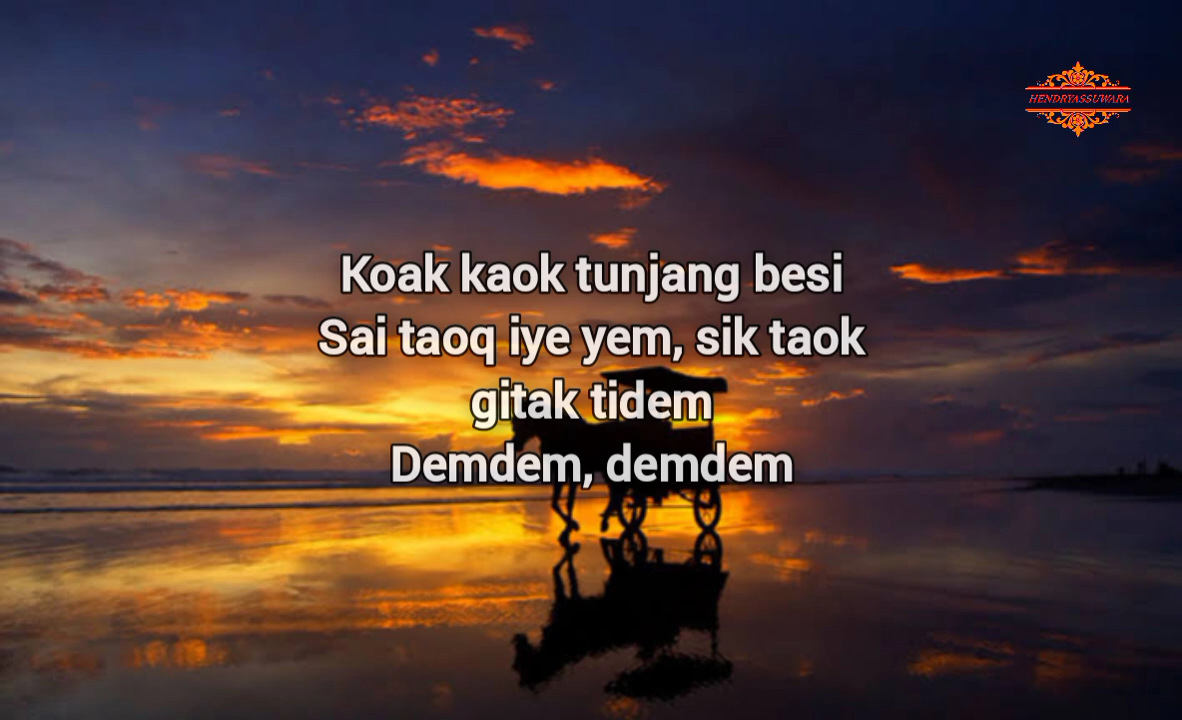 HENDRYASSUWARA
Koak kaok tunjang besi
Sai taoq iye yem, sik taok
gitak tidem
Demdem, demdem